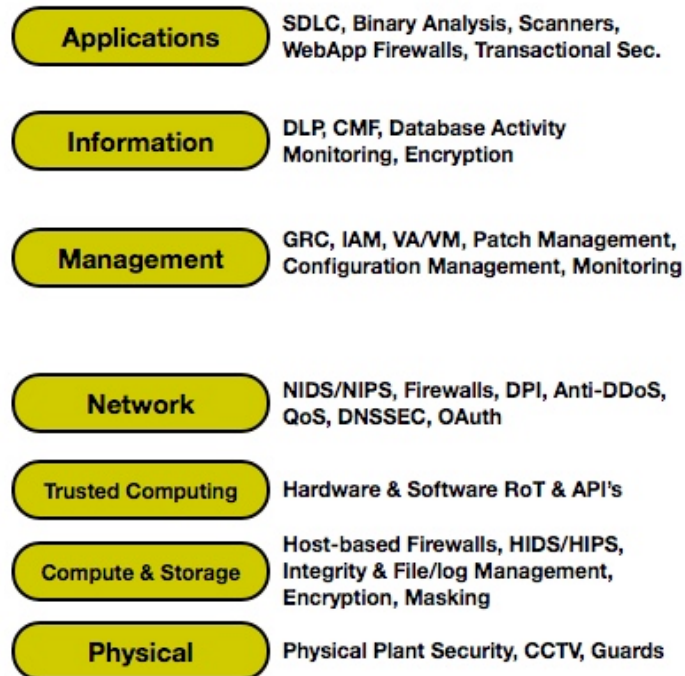 Applications
SDLC, Binary Analysis, Scanners,
WebApp Firewalls, Transactional Sec.
Information
DLP, CMF, Database Activity
Monitoring, Encryption
Management
GRC, IAM, VA/VM, Patch Management,
Configuration Management, Monitoring
Network
NIDS/NIPS, Firewalls, DPI, Anti-DDoS,
QoS, DNSSEC, OAuth
Trusted Computing
Hardware & Software RoT & API's
Compute & Storage
Host-based Firewalls, HIDS/HIPS,
Integrity & File/log Management,
Encryption, Masking
Physical
Physical Plant Security, CCTV, Guards